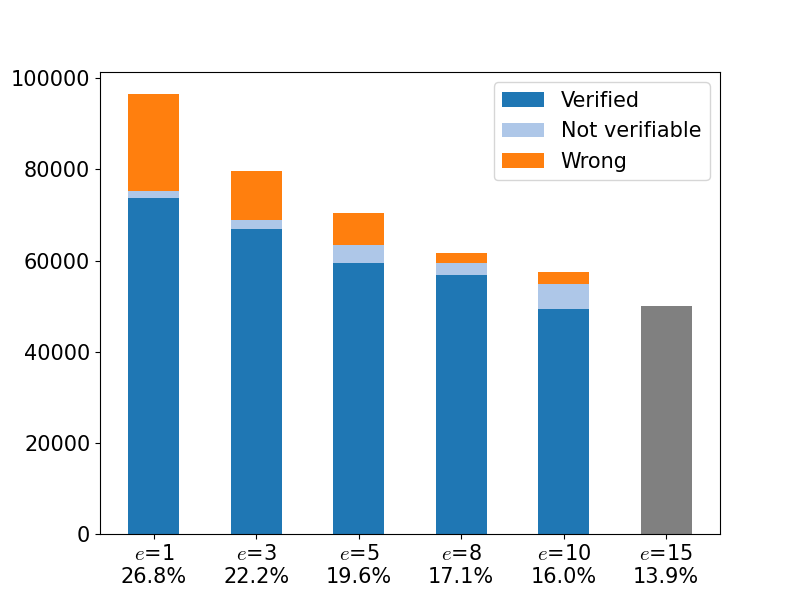 100000
80000
60000
40000
20000
0
Verified
Not verifiable
Wrong
e=1 e=3 e=5 e=8 e=10 e=15
26.8% 22.2% 19.6% 17.1% 16.0% 13.9%